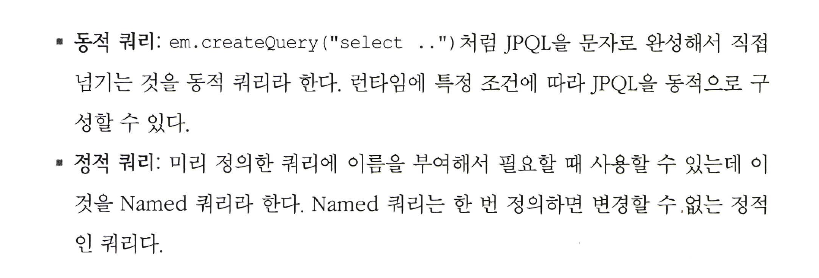 ▪ 동적 쿼리: em.createQuery("select ..")처럼 JPQL을 문자로 완성해서 직접
넘기는 것을 동적 쿼리라 한다. 런타임에 특정 조건에 따라 JPQL을 동적으로 구
성할 수 있다.
▪ 정적 쿼리: 미리 정의한 쿼리에 이름을 부여해서 필요할 때 사용할 수 있는데 이
것을 Named 쿼리라 한다. Named 쿼리는 한 번 정의하면 변경할 수 없는 정적
인 쿼리다.